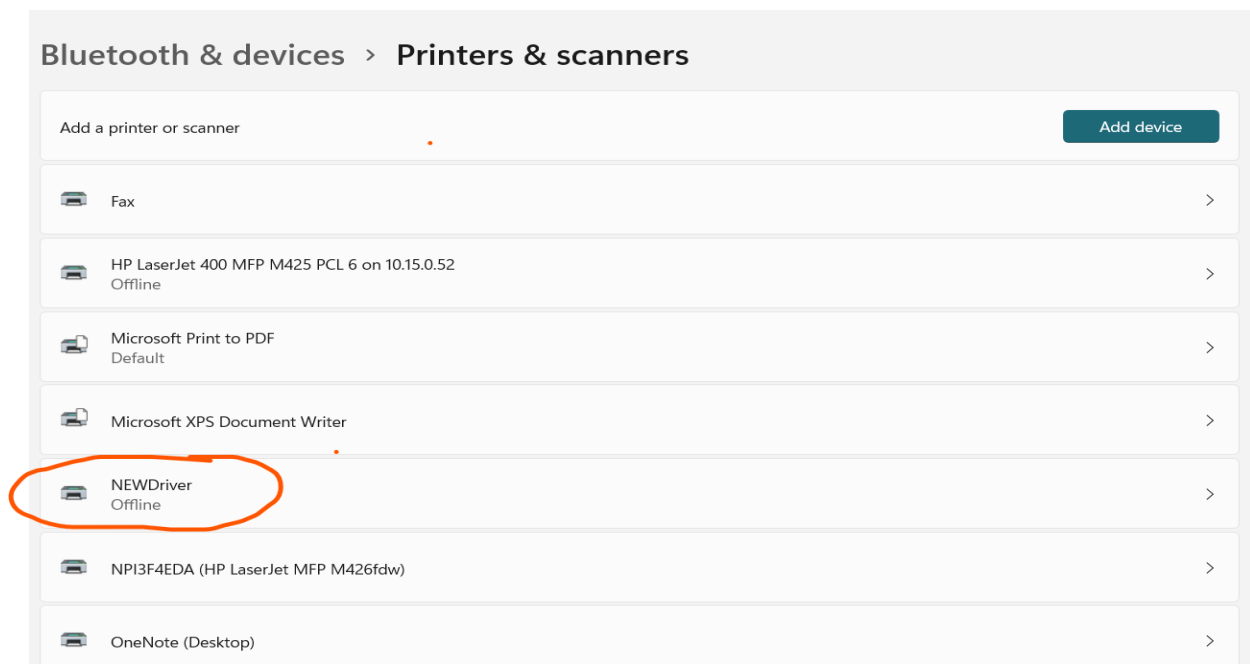 Bluetooth & devices > Printers & scanners
Add a printer or scanner
Add device
Fax
HP LaserJet 400 MFP M425 PCL 6 on 10.15.0.52
Offline
Microsoft Print to PDF
Default
Microsoft XPS Document Writer
NEWDriver
Offline
NPI3F4EDA (HP LaserJet MFP M426fdw)
OneNote (Desktop)